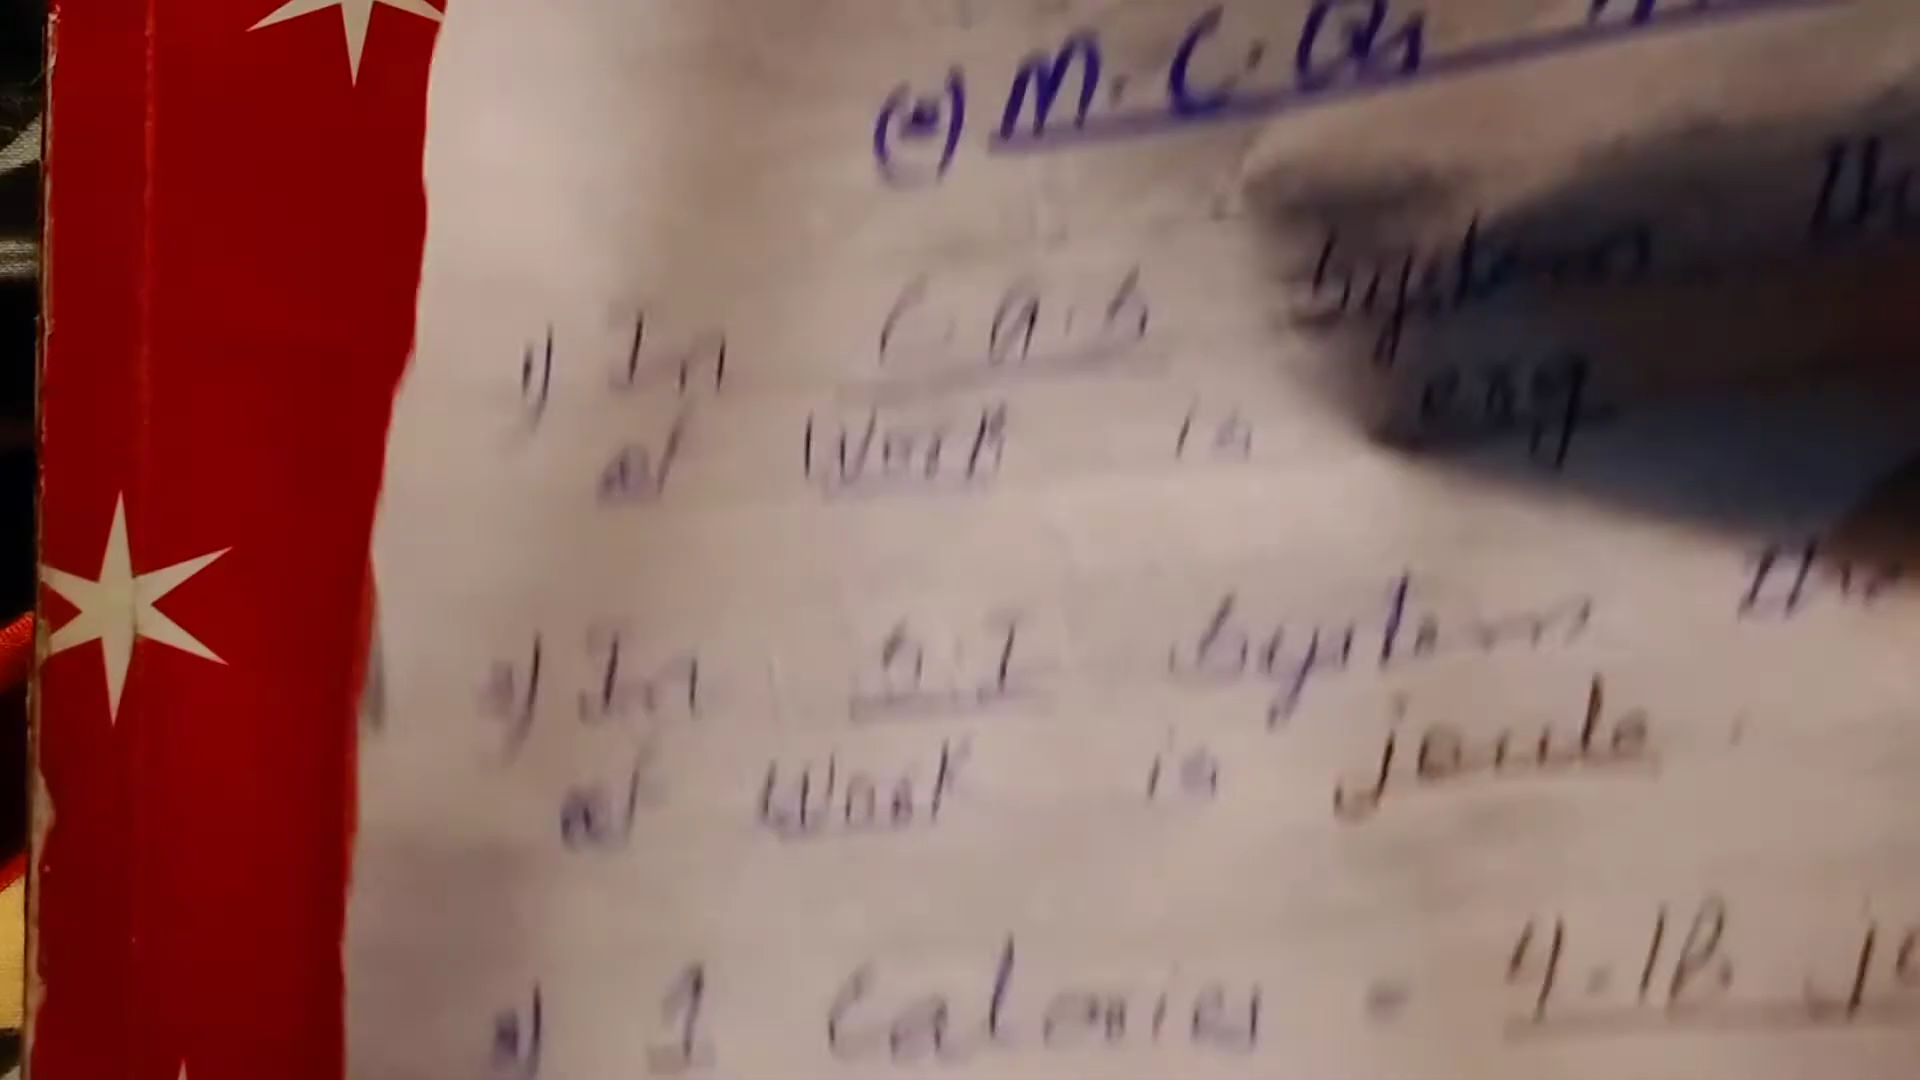 (*) M.C.Qs
1) In C.G.S System the
of Work is erg
2) In S.I System the
of Work is joule.
3) 1 Calories = 4.18 jo